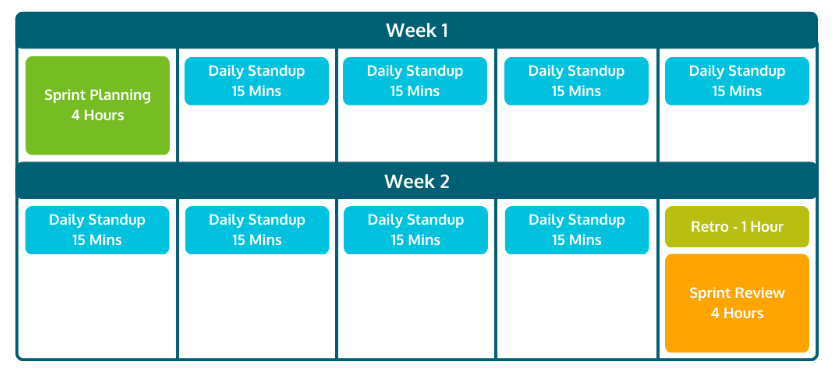 Week 1
Sprint Planning
4 Hours
Daily Standup
15 Mins
Daily Standup
15 Mins
Daily Standup
15 Mins
Daily Standup
15 Mins
Week 2
Daily Standup
15 Mins
Daily Standup
15 Mins
Daily Standup
15 Mins
Daily Standup
15 Mins
Retro - 1 Hour
Sprint Review
4 Hours